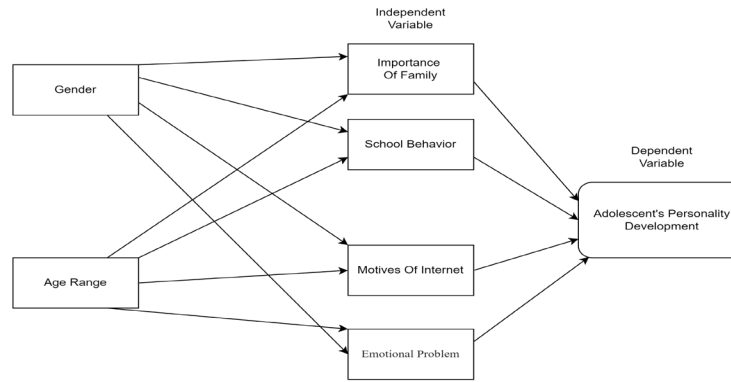 Independent
Variable
Importance
Of Family
Gender
School Behavior
Dependent
Variable
Adolescent's Personality
Development
Age Range
Motives Of Internet
Emotional Problem